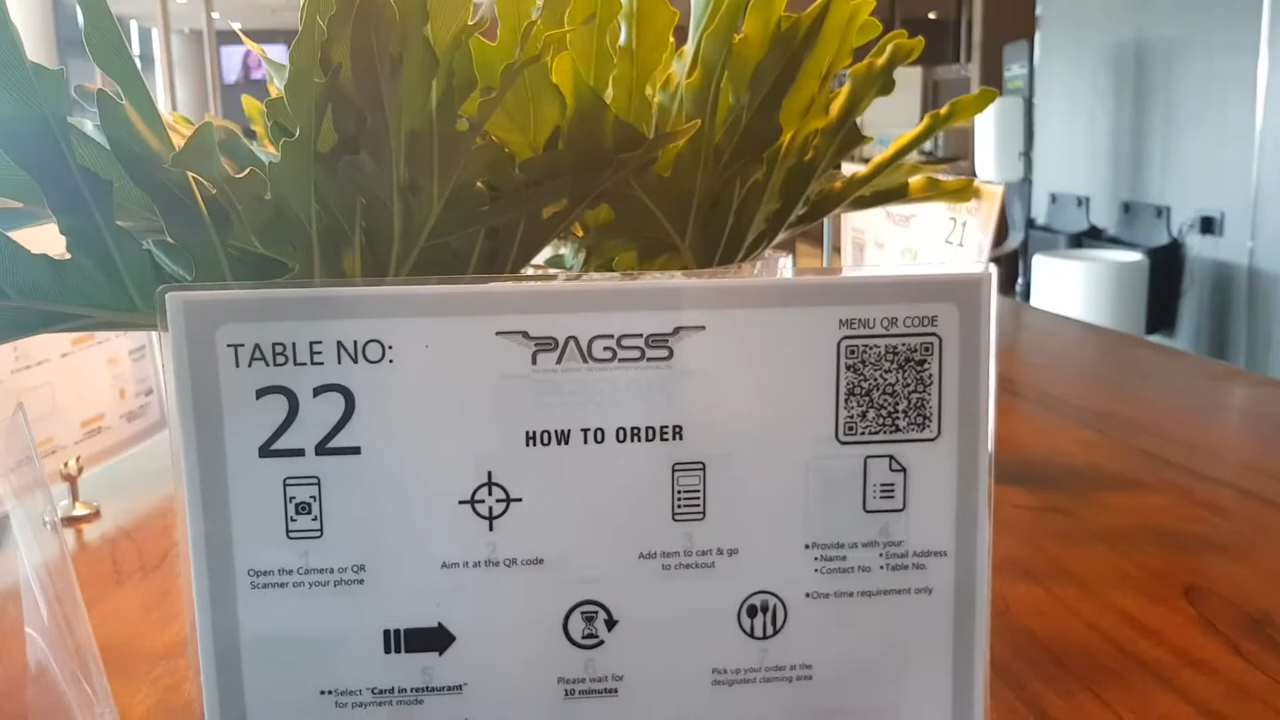 TABLE NO:
22
PAGSS
MENU QR CODE
HOW TO ORDER
1
Open the Camera or QR
Scanner on your phone
2
Aim it at the QR code
3
Add item to cart & go
to checkout
4
★Provide us with your:
•Name •Email Address
•Contact No. •Table No.
★One-time requirement only
5
★★Select "Card in restaurant"
for payment mode
6
Please wait for
10 minutes
7
Pick up your order at the
designated claiming area
PAGSS
TABLE NO
21